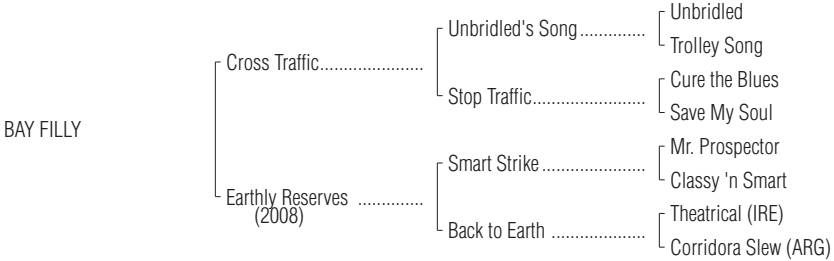 Unbridled
Unbridled's Song..............
Trolley Song
Cross Traffic......................
Cure the Blues
Stop Traffic........................
Save My Soul
BAY FILLY
Mr. Prospector
Smart Strike......................
Classy 'n Smart
Earthly Reserves ..............
(2008)
Theatrical (IRE)
Back to Earth ....................
Corridora Slew (ARG)